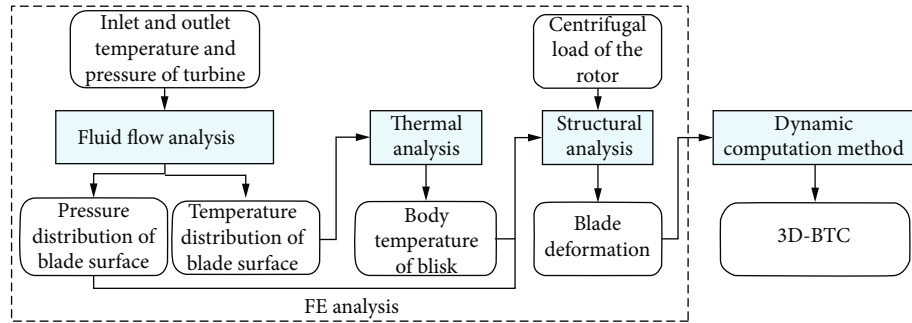 Inlet and outlet
temperature and
pressure of turbine
Centrifugal
load of the
rotor
Fluid flow analysis
Thermal
analysis
Structural
analysis
Dynamic
computation method
Pressure
distribution of
blade surface
Temperature
distribution of
blade surface
Body
temperature
of blisk
Blade
deformation
3D-BTC
FE analysis